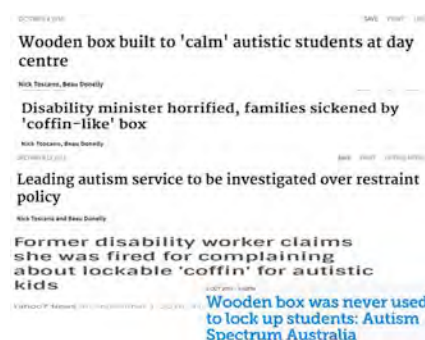 SAVE PRINT
Wooden box built to 'calm' autistic students at day
centre
Nick Toscano, Beau Donelly
Disability minister horrified, families sickened by
'coffin-like' box
Nick Toscano, Beau Donelly
Leading autism service to be investigated over restraint
policy
Nick Toscano and Beau Donelly
Former disability worker claims
she was fired for complaining
about lockable 'coffin' for autistic
kids
Wooden box was never used
to lock up students: Autism
Spectrum Australia